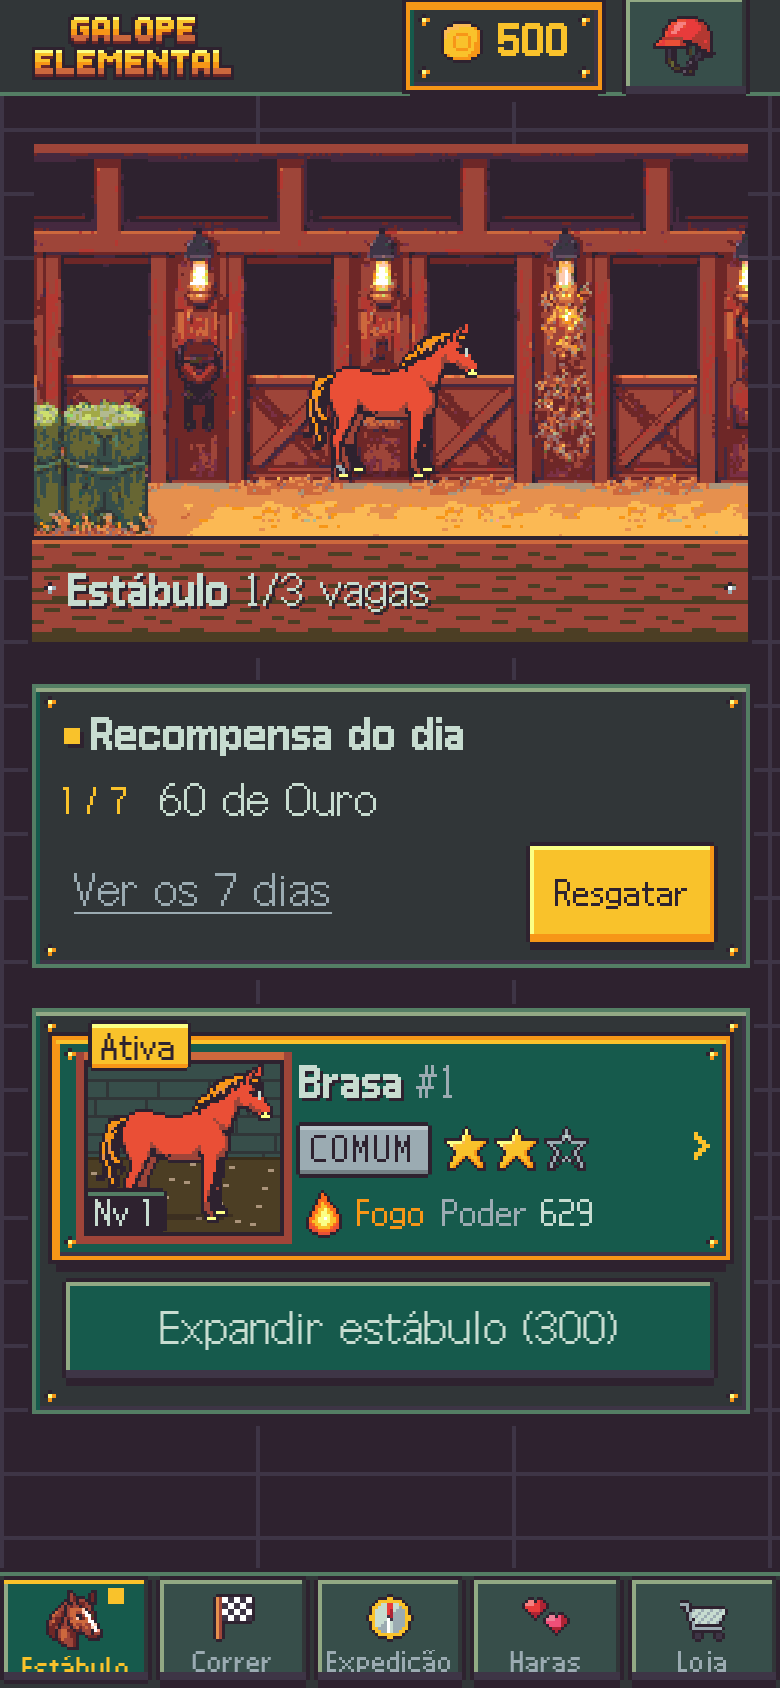 GALOPE
ELEMENTAL
500
Estábulo 1/3 vagas
Recompensa do dia
1 / 7 60 de Ouro
Ver os 7 dias
Resgatar
Ativa
Brasa #1
COMUM
Nv 1
Fogo Poder 629
Expandir estábulo (300)
Estábulo
Correr
Expedição
Haras
Loja